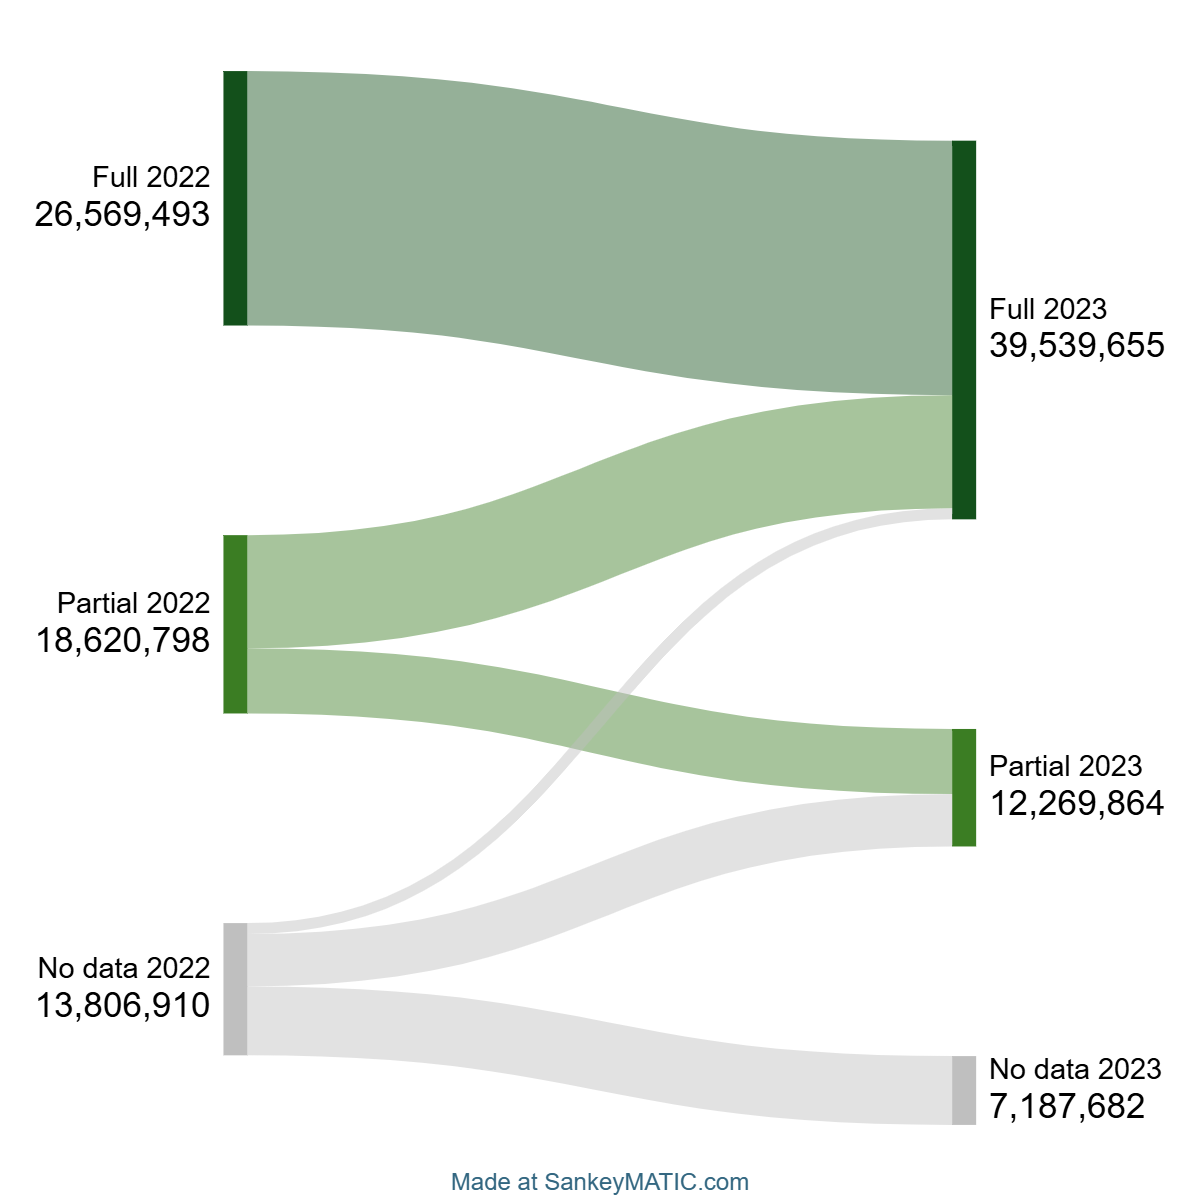 Full 2022
26,569,493
Full 2023
39,539,655
Partial 2022
18,620,798
Partial 2023
12,269,864
No data 2022
13,806,910
No data 2023
7,187,682
Made at SankeyMATIC.com